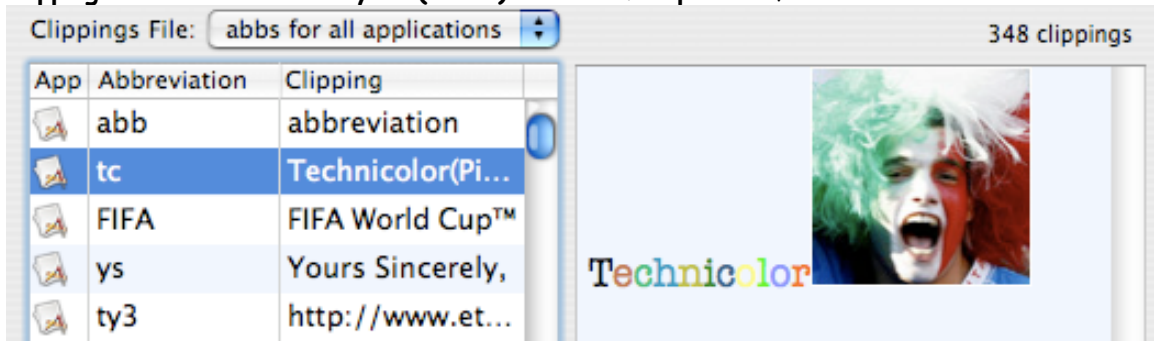 Clippings File: abbs for all applications
348 clippings
App Abbreviation Clipping
abb abbreviation
tc Technicolor(Pi...
FIFA FIFA World Cup™
ys Yours Sincerely,
ty3 http://www.et...
Technicolor